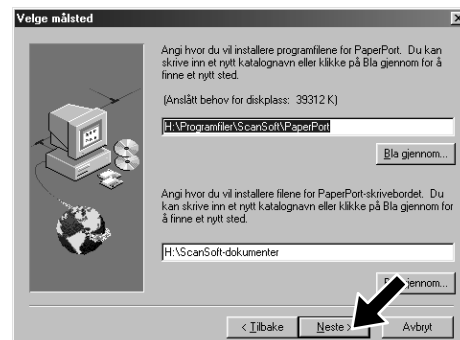 Velge målsted
Angi hvor du vil installere programfilene for PaperPort. Du kan
skrive inn et nytt katalognavn eller klikke på Bla gjennom for å
finne et nytt sted.
(Anslått behov for diskplass: 39312 K)
H:\Programfiler\ScanSoft\PaperPort
Bla gjennom...
Angi hvor du vil installere filene for PaperPort-skrivebordet. Du
kan skrive inn et nytt katalognavn eller klikke på Bla gjennom for
å finne et nytt sted.
H:\ScanSoft-dokumenter
gjennom...
< Tilbake Neste > Avbryt